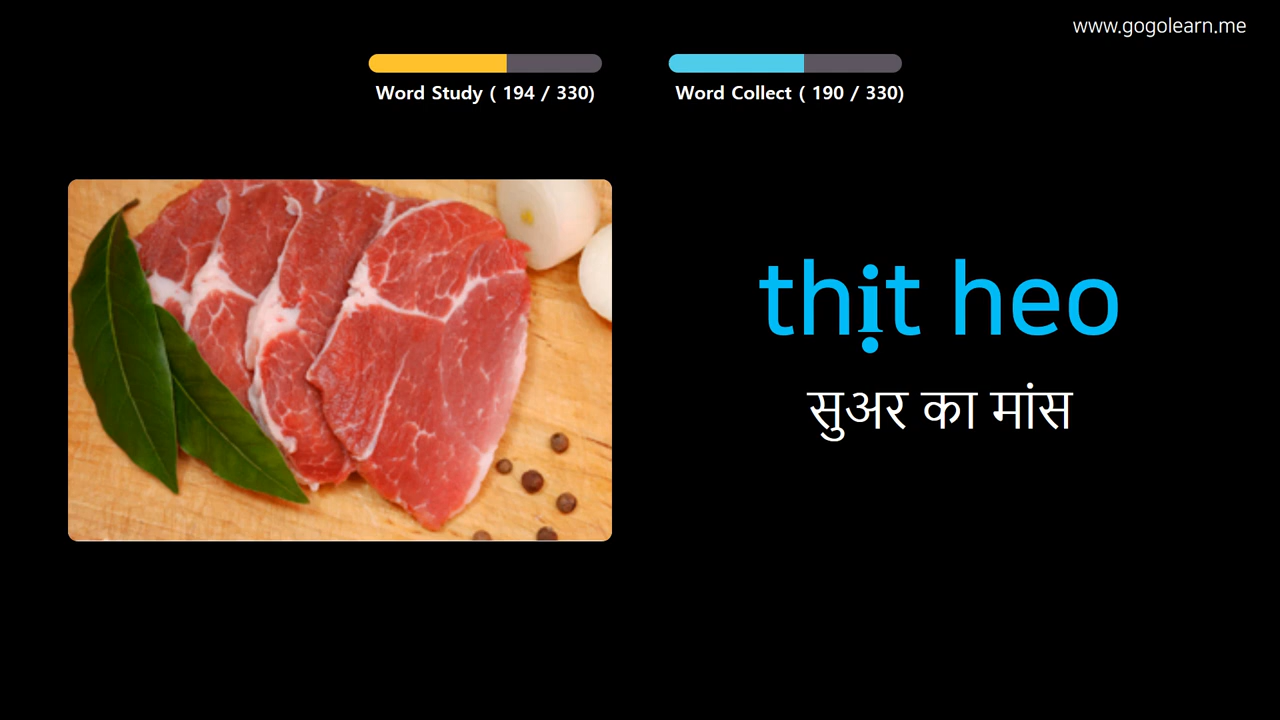 www.gogolearn.me
Word Study ( 194 / 330)
Word Collect ( 190 / 330)
thịt heo
सुअर का मांस